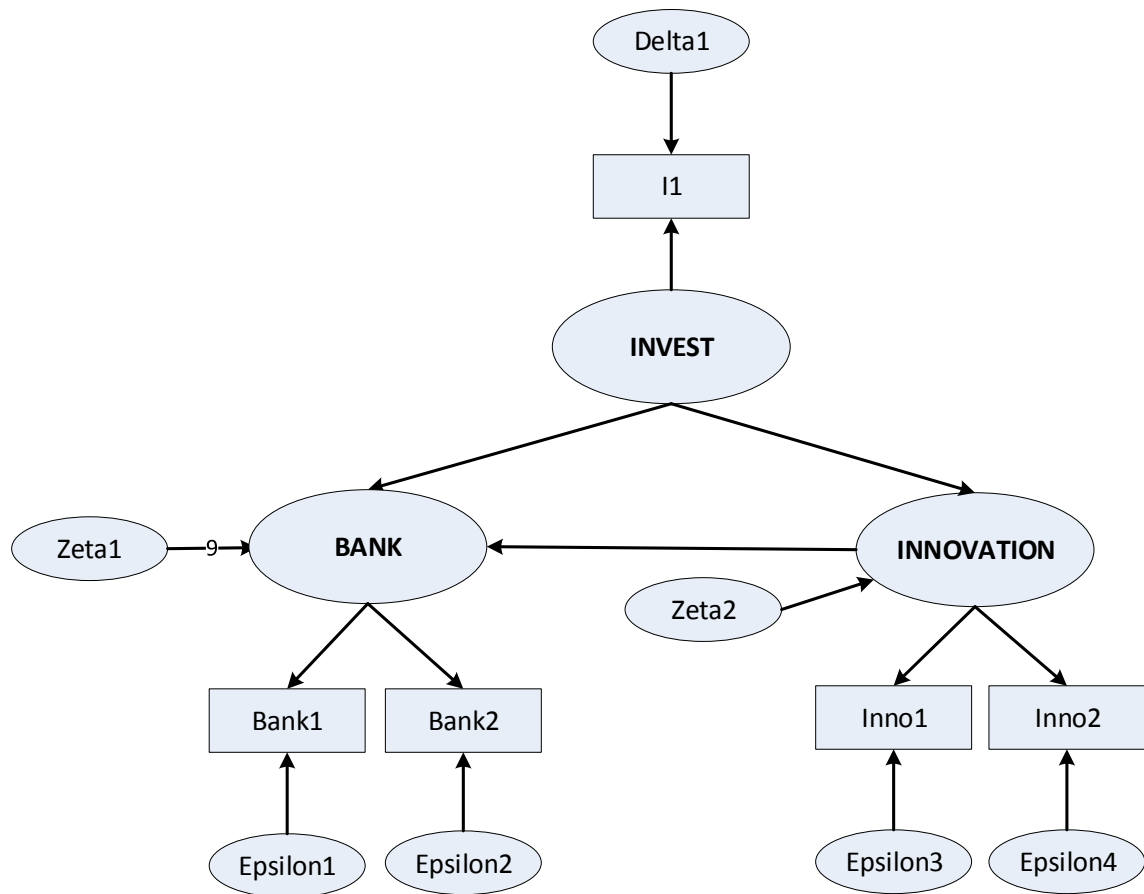 Delta1
I1
INVEST
Zeta1
9
BANK
INNOVATION
Zeta2
Bank1
Bank2
Inno1
Inno2
Epsilon1
Epsilon2
Epsilon3
Epsilon4